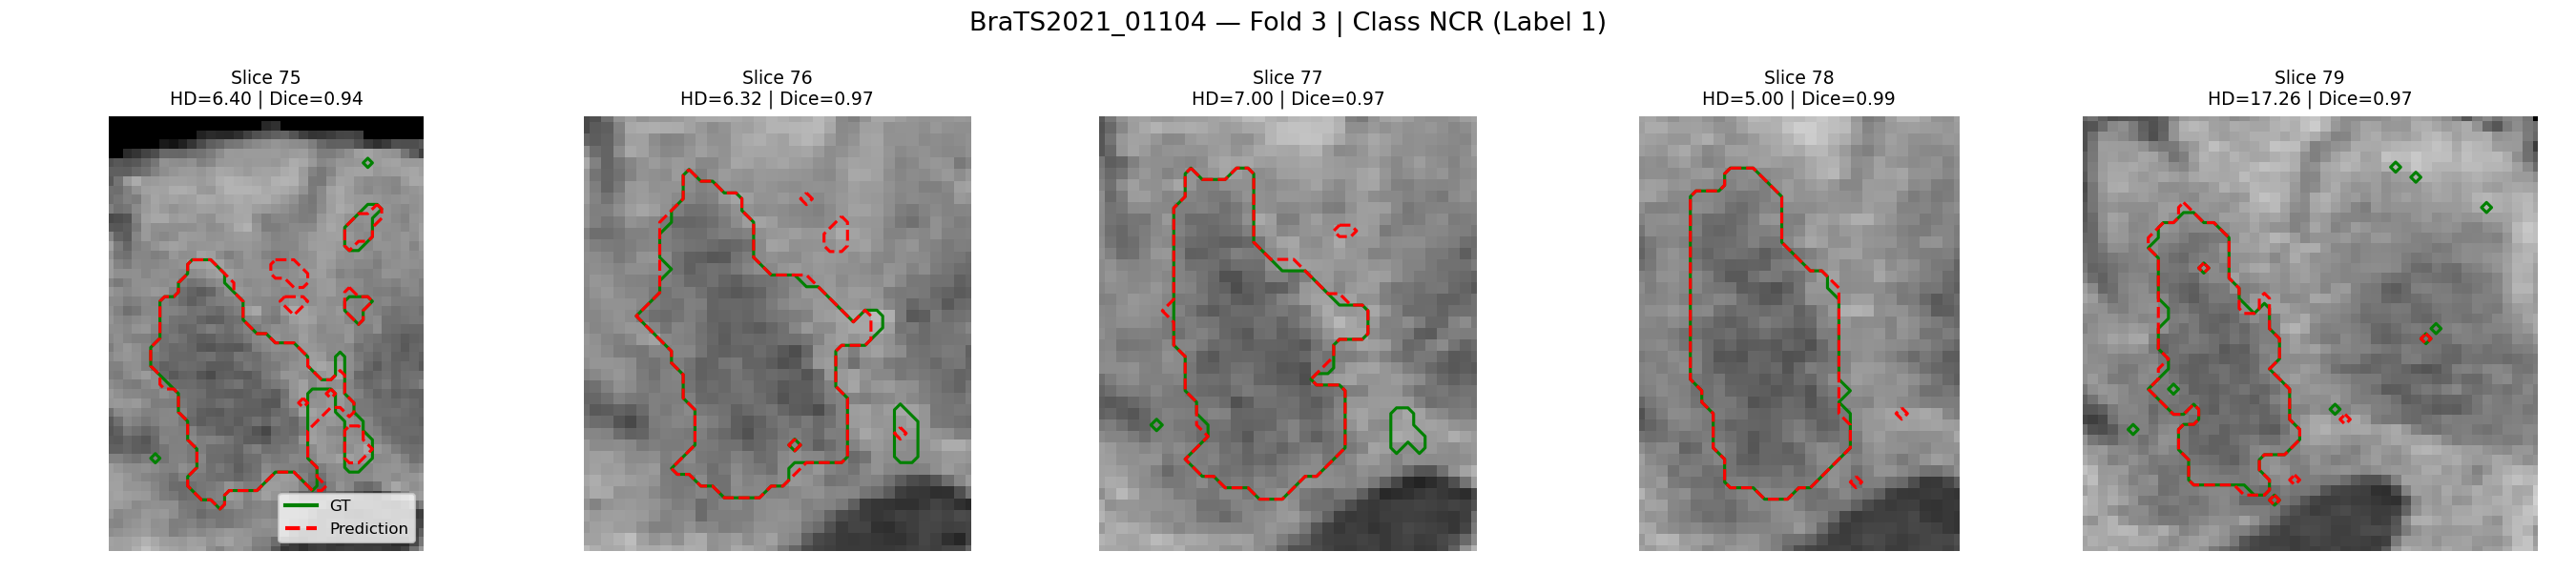 BraTS2021_01104 — Fold 3 | Class NCR (Label 1)
Slice 75
HD=6.40 | Dice=0.94
Slice 76
HD=6.32 | Dice=0.97
Slice 77
HD=7.00 | Dice=0.97
Slice 78
HD=5.00 | Dice=0.99
Slice 79
HD=17.26 | Dice=0.97
GT
Prediction